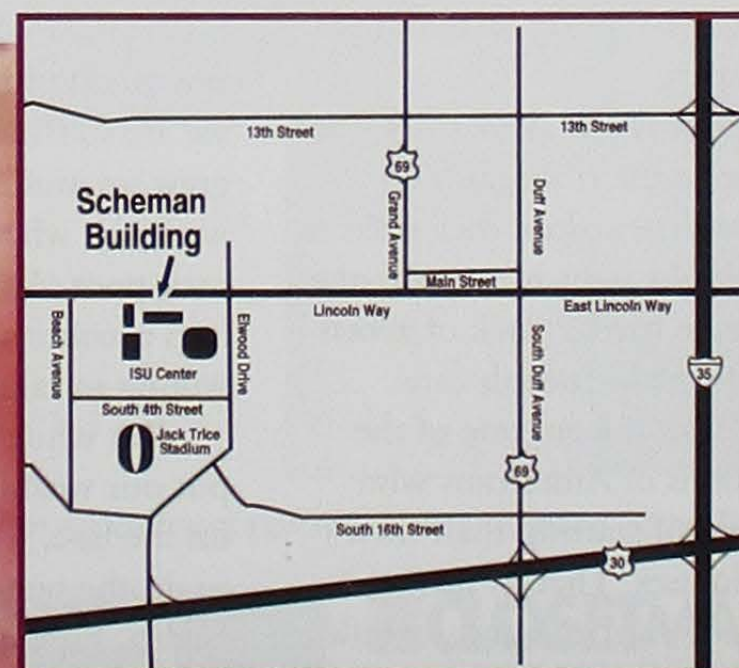 13th Street
13th Street
69
Grand Avenue
Duff Avenue
Scheman
Building
Main Street
Lincoln Way
East Lincoln Way
Beach Avenue
Elwood Drive
ISU Center
South Duff Avenue
35
South 4th Street
Jack Trice
Stadium
69
South 16th Street
30